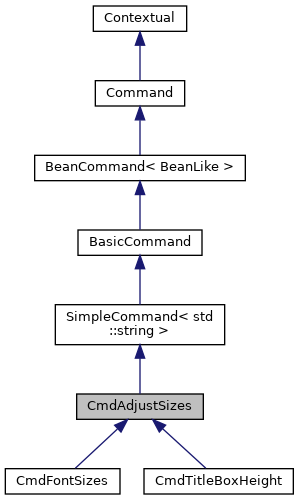 Contextual
Command
BeanCommand< BeanLike >
BasicCommand
SimpleCommand< std
::string >
CmdAdjustSizes
CmdFontSizes
CmdTitleBoxHeight